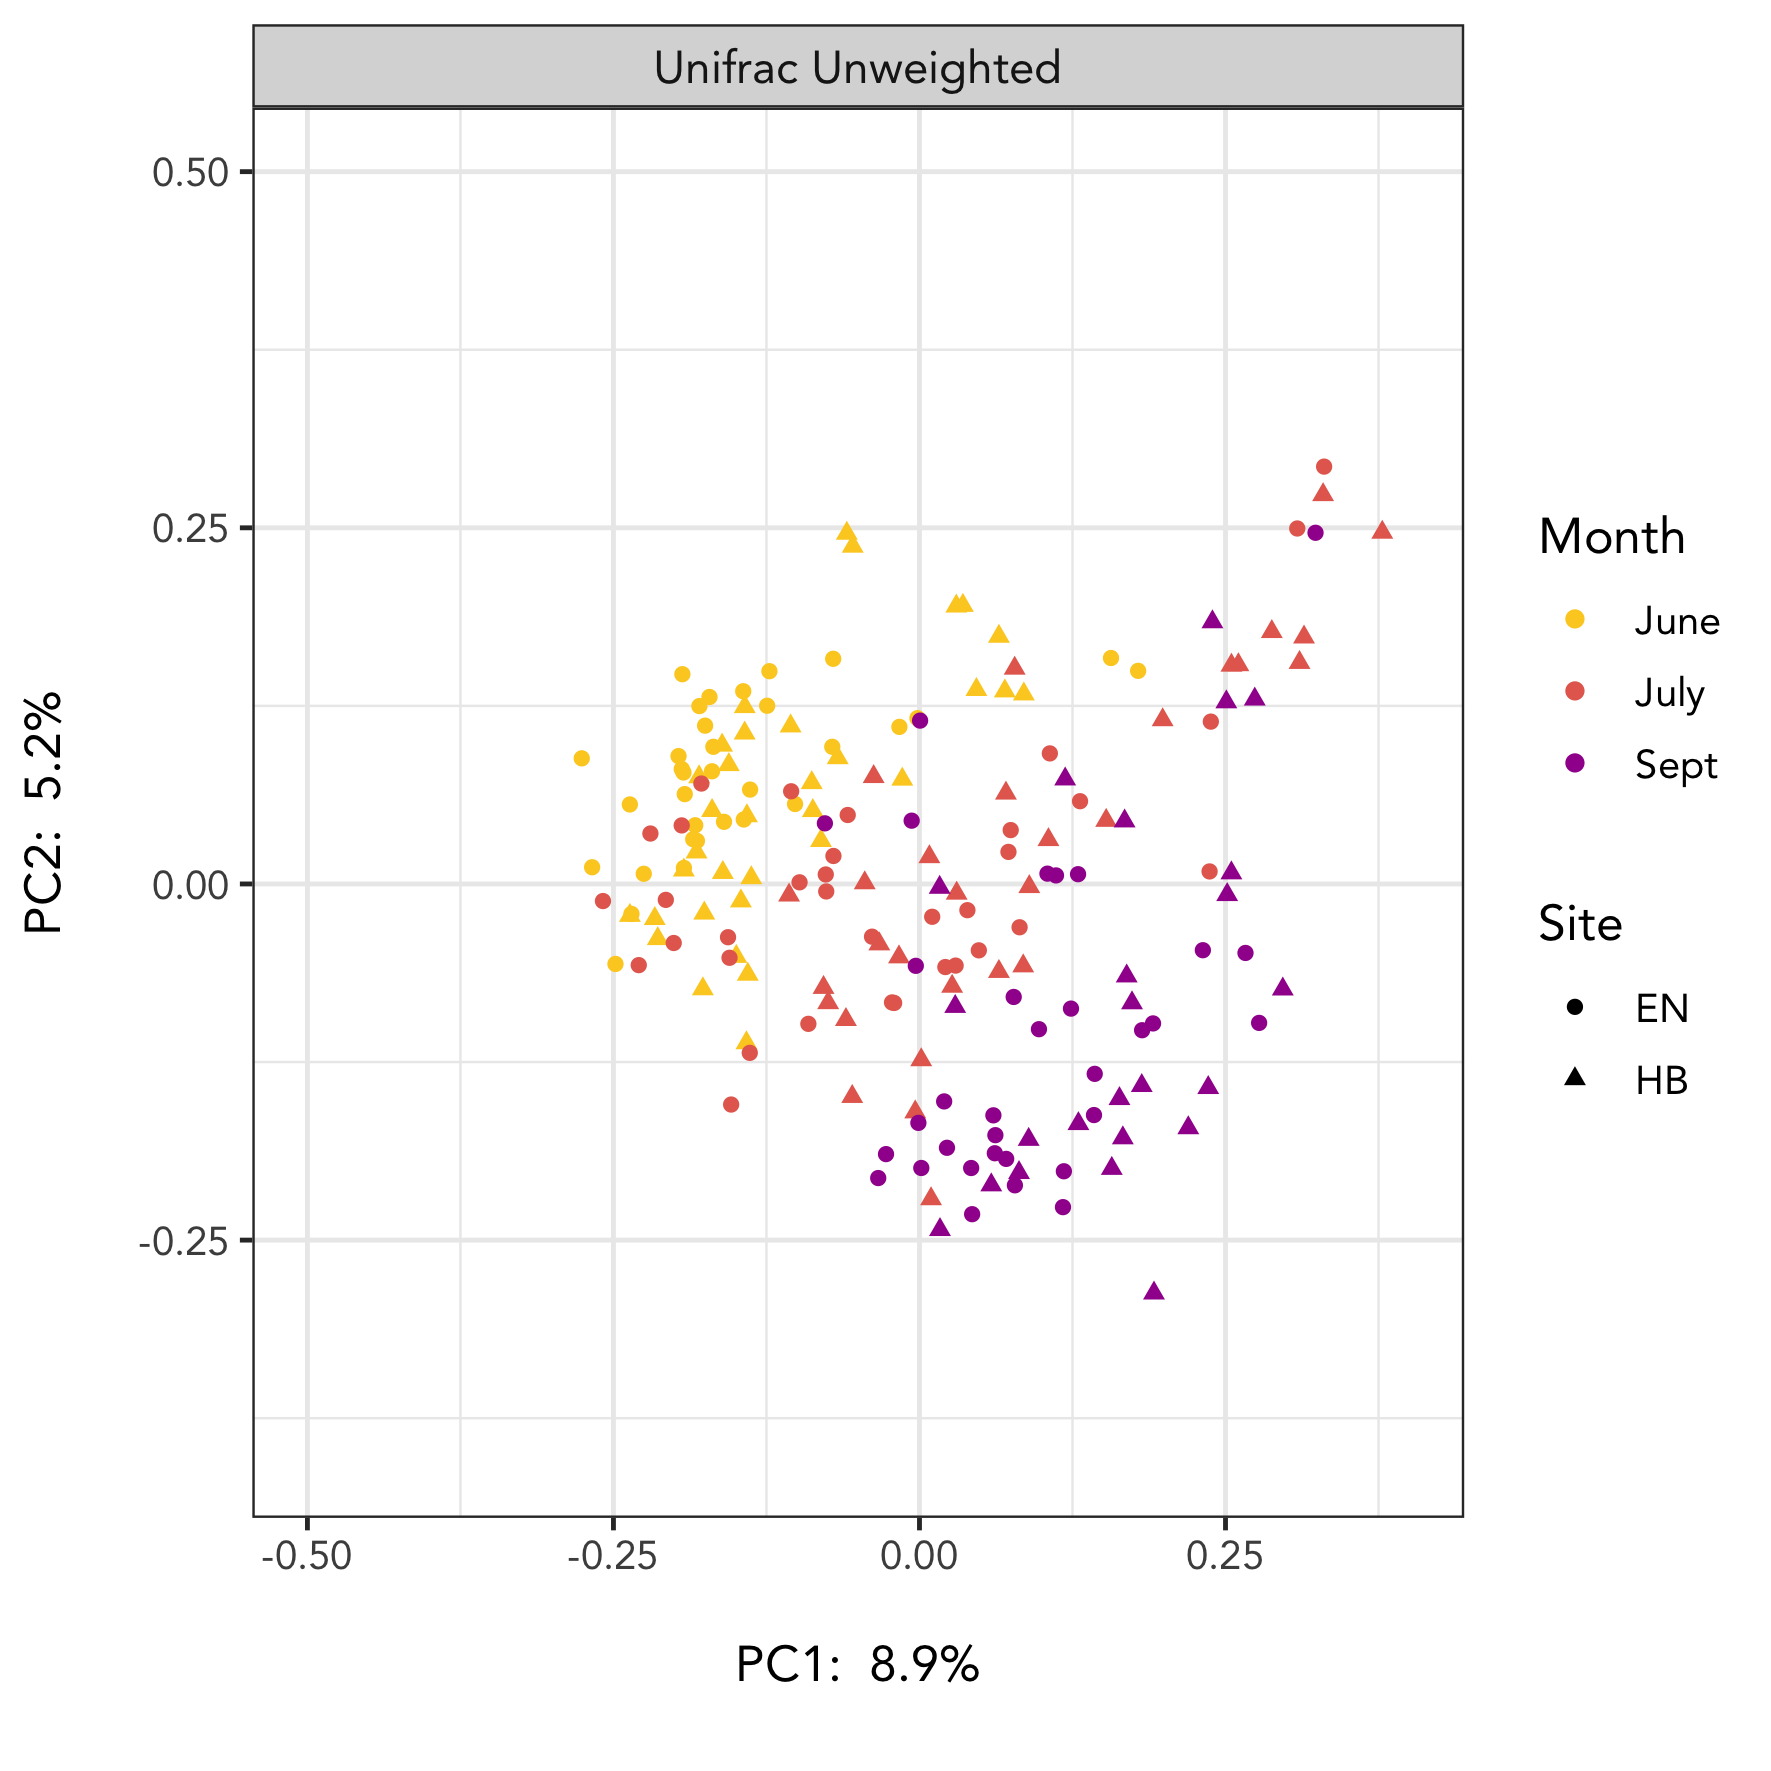 Unifrac Unweighted
0.50
0.25
0.00
-0.25
PC2: 5.2%
-0.50
-0.25
0.00
0.25
PC1: 8.9%
Month
June
July
Sept
Site
EN
HB